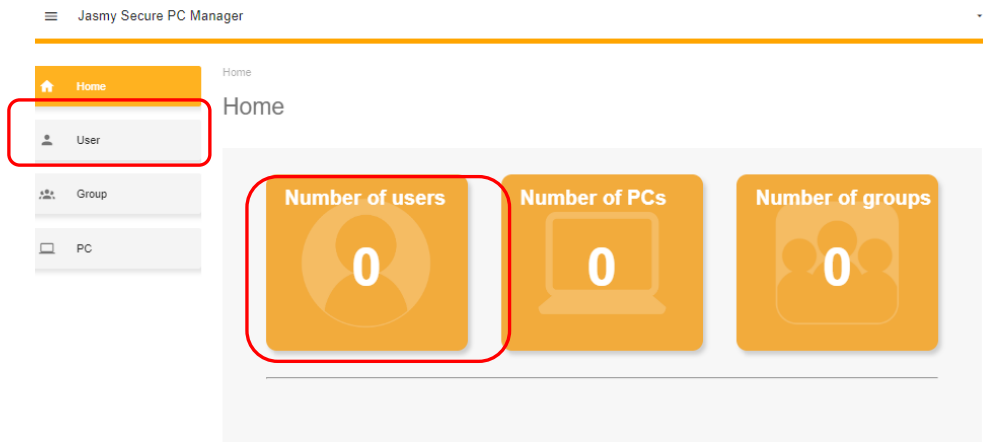 Jasmy Secure PC Manager
Home
User
Group
PC
Home
Home
Number of users
0
Number of PCs
0
Number of groups
0